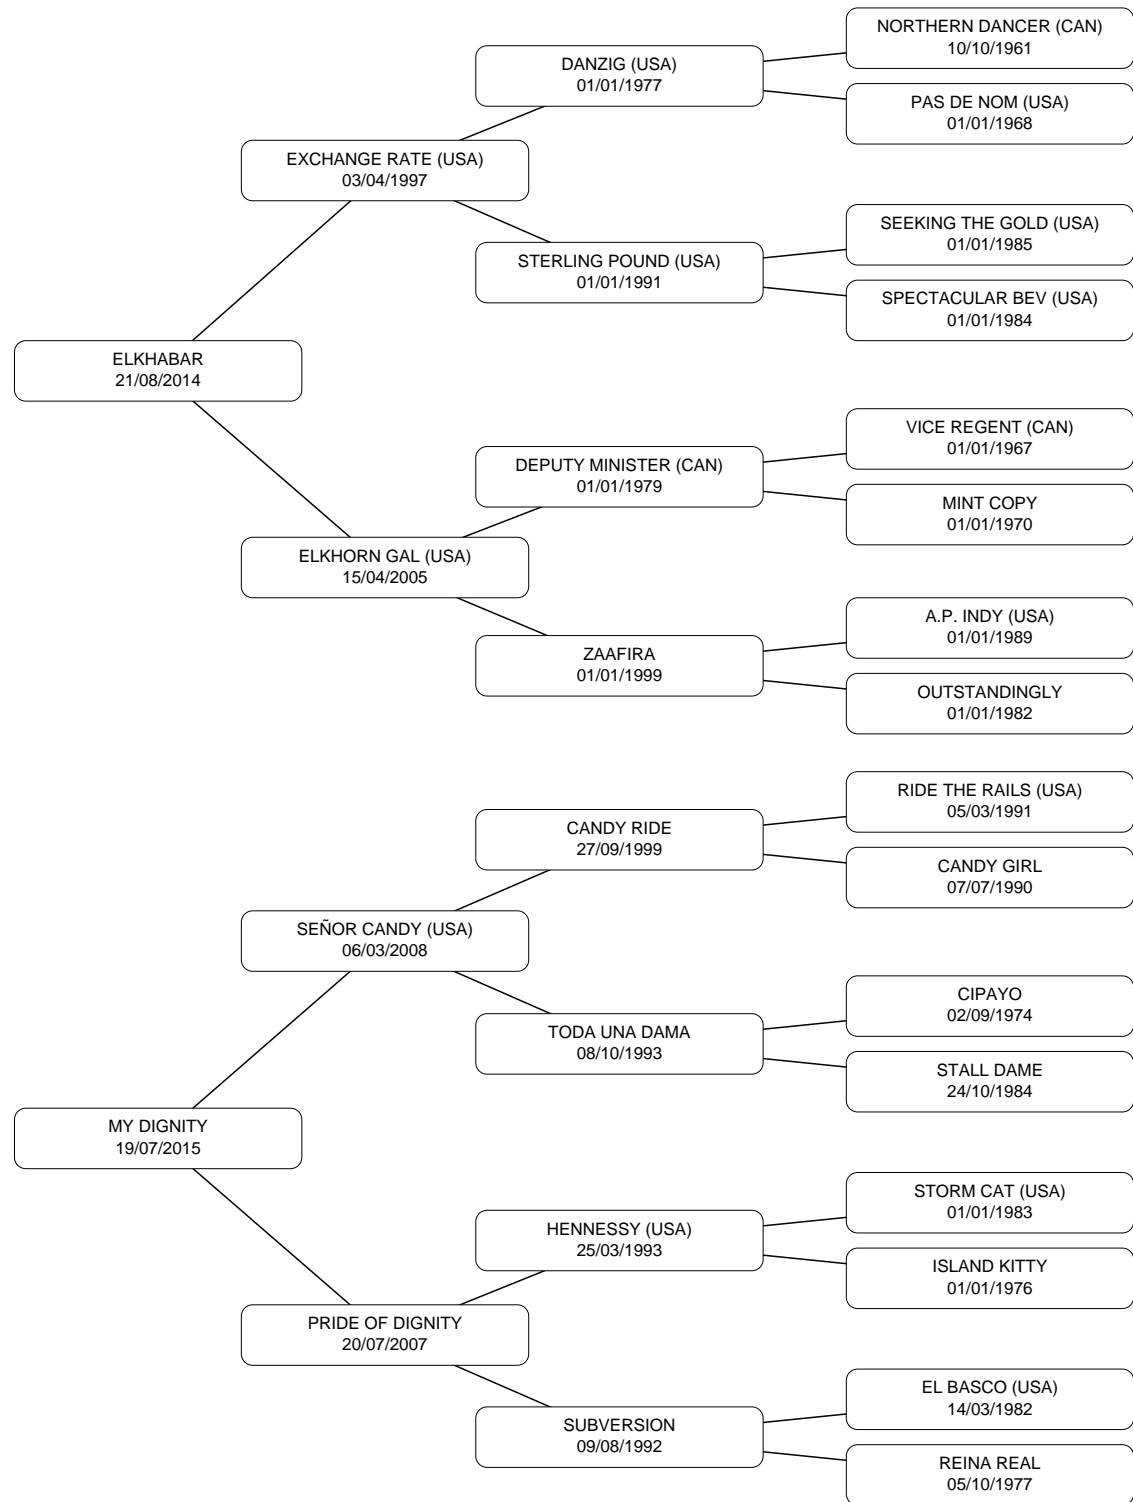 NORTHERN DANCER (CAN)
10/10/1961
DANZIG (USA)
01/01/1977
PAS DE NOM (USA)
01/01/1968
EXCHANGE RATE (USA)
03/04/1997
SEEKING THE GOLD (USA)
01/01/1985
STERLING POUND (USA)
01/01/1991
SPECTACULAR BEV (USA)
01/01/1984
ELKHABAR
21/08/2014
VICE REGENT (CAN)
01/01/1967
DEPUTY MINISTER (CAN)
01/01/1979
MINT COPY
01/01/1970
ELKHORN GAL (USA)
15/04/2005
A.P. INDY (USA)
01/01/1989
ZAAFIRA
01/01/1999
OUTSTANDINGLY
01/01/1982
RIDE THE RAILS (USA)
05/03/1991
CANDY RIDE
27/09/1999
CANDY GIRL
07/07/1990
SEÑOR CANDY (USA)
06/03/2008
CIPAYO
02/09/1974
TODA UNA DAMA
08/10/1993
STALL DAME
24/10/1984
MY DIGNITY
19/07/2015
STORM CAT (USA)
01/01/1983
HENNESSY (USA)
25/03/1993
ISLAND KITTY
01/01/1976
PRIDE OF DIGNITY
20/07/2007
EL BASCO (USA)
14/03/1982
SUBVERSION
09/08/1992
REINA REAL
05/10/1977